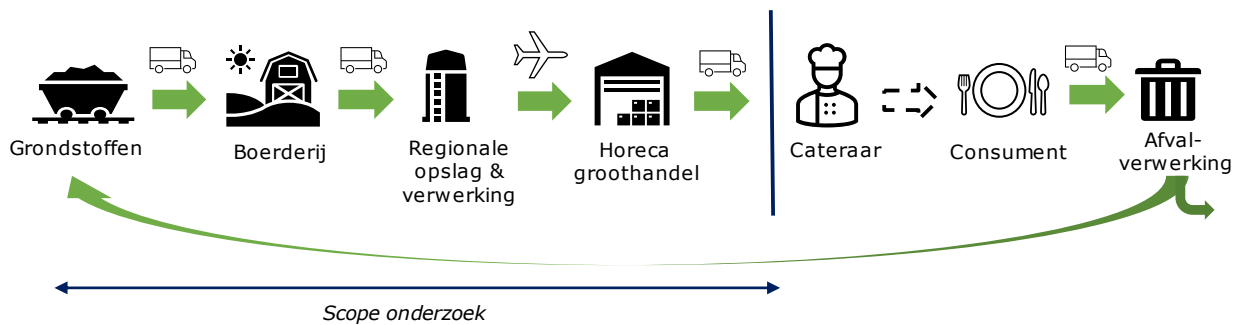 Grondstoffen
Boerderij
Regionale
opslag &
verwerking
Horeca
groothandel
Cateraar
Consument
Afval-
verwerking
Scope onderzoek